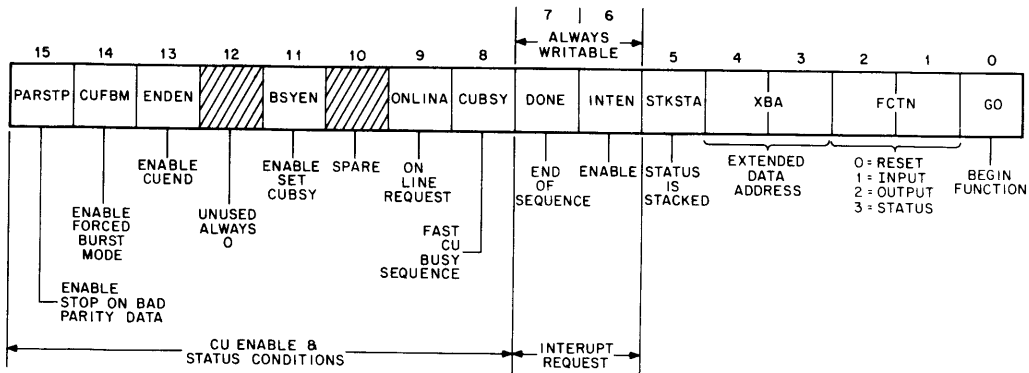 7 | 6
ALWAYS
WRITABLE
15 14 13 12 11 10 9 8 5 4 3 2 1 0
PARSTP CUFBM ENDEN BSYEN ONLINA CUBSY DONE INTEN STKSTA XBA FCTN GO
ENABLE
CUEND
ENABLE
SET
CUBSY
SPARE
ON
LINE
REQUEST
END
OF
SEQUENCE
ENABLE
STATUS
IS
STACKED
EXTENDED
DATA
ADDRESS
0 = RESET
1 = INPUT
2 = OUTPUT
3 = STATUS
BEGIN
FUNCTION
ENABLE
FORCED
BURST
MODE
UNUSED
ALWAYS
0
FAST
CU
BUSY
SEQUENCE
ENABLE
STOP ON BAD
PARITY DATA
CU ENABLE &
STATUS CONDITIONS
INTERUPT
REQUEST